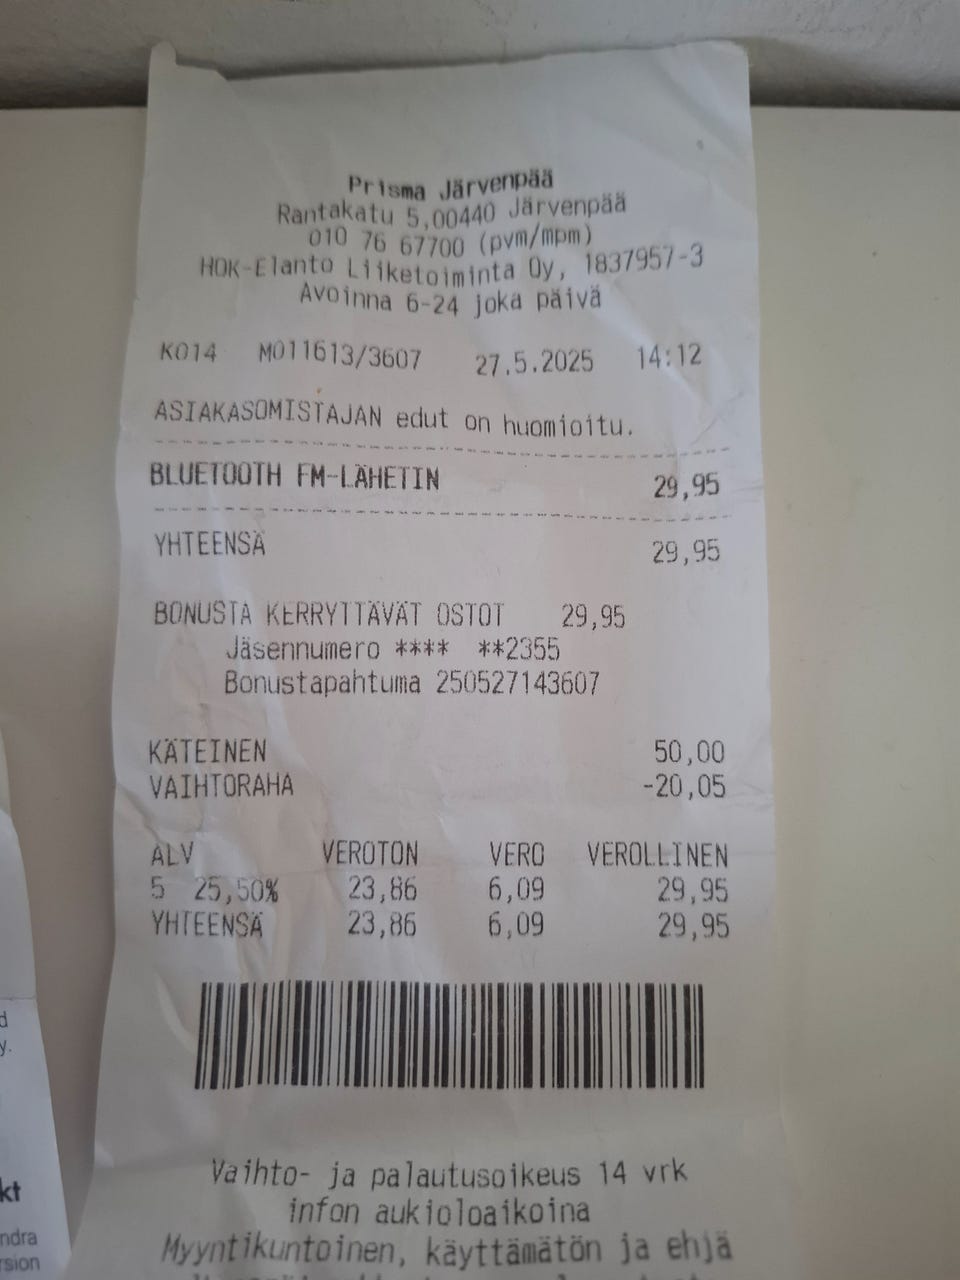 Prisma Järvenpää
Rantakatu 5,00440 Järvenpää
010 76 67700 (pvm/mpm)
HOK-Elanto Liiketoiminta Oy, 1837957-3
Avoinna 6-24 joka päivä
K014 M011613/3607 27.5.2025 14:12
ASIAKASOMISTAJAN edut on huomioitu.
BLUETOOTH FM-LÄHETIN 29,95
YHTEENSÄ 29,95
BONUSTA KERRYTTÄVÄT OSTOT 29,95
Jäsennumero **** **2355
Bonustapahtuma 250527143607
KÄTEINEN 50,00
VAIHTORAHA -20,05
ALV VEROTON VERO VEROLLINEN
5 25,50% 23,86 6,09 29,95
YHTEENSÄ 23,86 6,09 29,95
Vaihto- ja palautusoikeus 14 vrk
infon aukioloaikoina
Myyntikuntoinen, käyttämätön ja ehjä
d
y.
kt
ndra
rsion